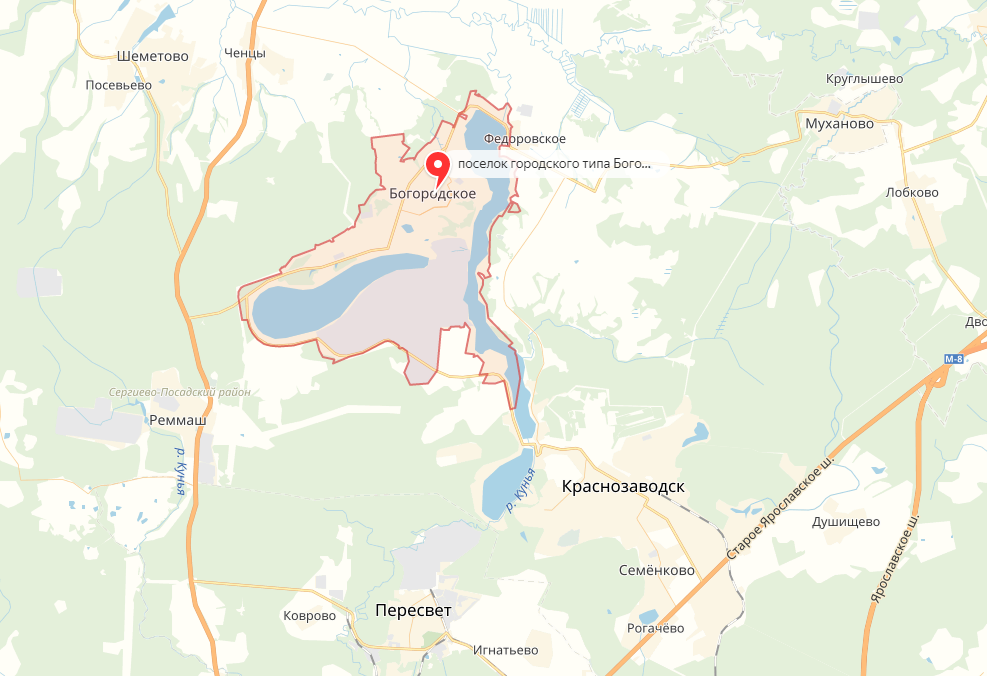 Шеметово
Ченцы
Посевьево
Круглышево
Муханово
Федоровское
поселок городского типа Бого...
Богородское
Лобково
Дво
М-8
Сергиево-Посадский район
Реммаш
р. Кунья
р. Кунья
Краснозаводск
Старое Ярославское ш.
Душищево
Ярославское ш.
Семёнково
Пересвет
Ковров​о
Рогачёво
Игнатьево